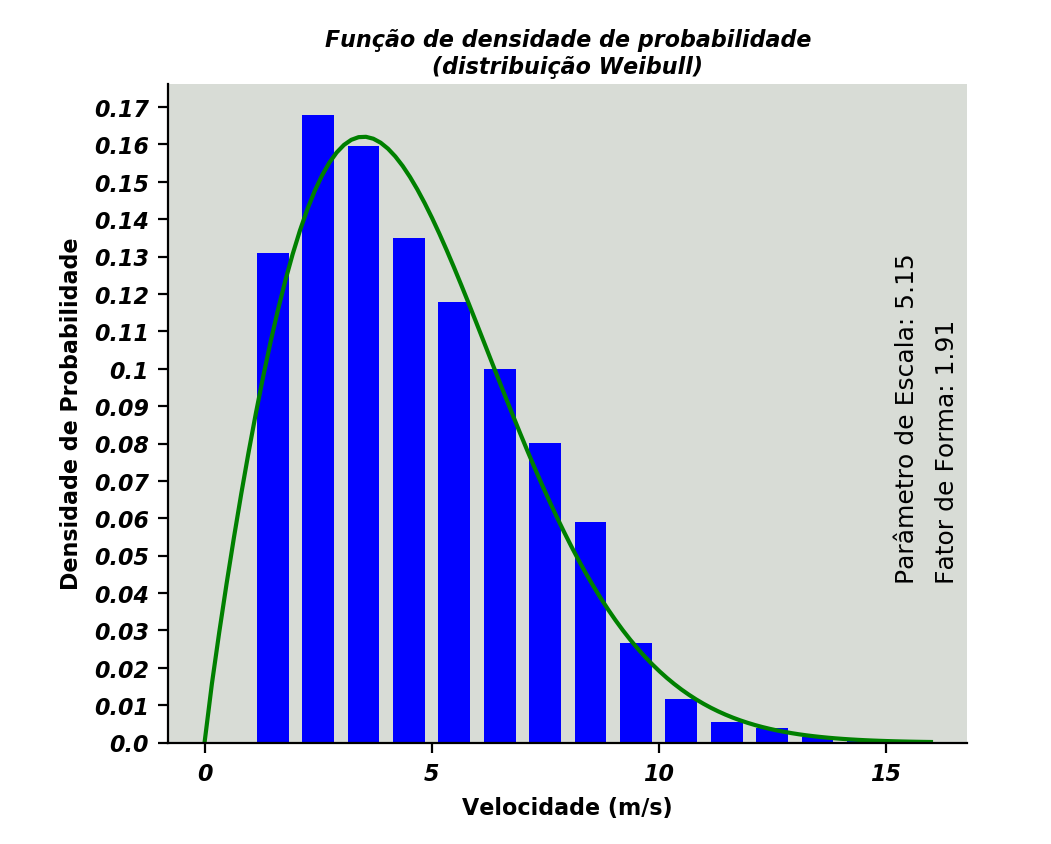 Função de densidade de probabilidade
(distribuição Weibull)
Densidade de Probabilidade
0.17
0.16
0.15
0.14
0.13
0.12
0.11
0.1
0.09
0.08
0.07
0.06
0.05
0.04
0.03
0.02
0.01
0.0
0 5 10 15
Velocidade (m/s)
Parâmetro de Escala: 5.15
Fator de Forma: 1.91